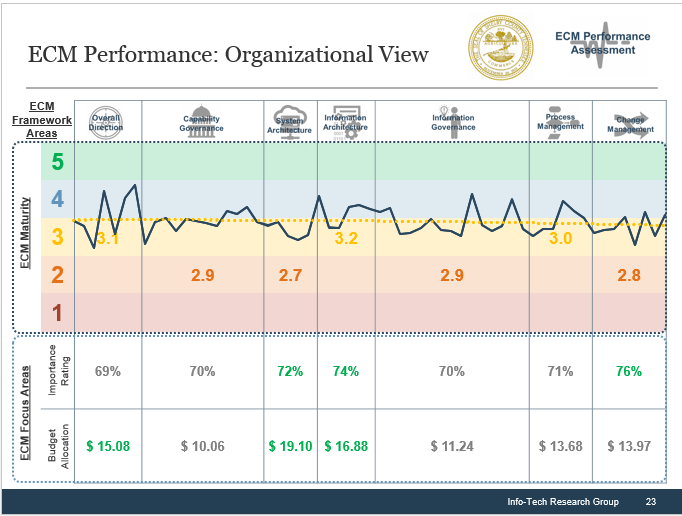 ECM Performance: Organizational View
ECM Performance
Assessment
ECM
Framework
Areas
Overall
Direction
Capability
Governance
System
Architecture
Information
Architecture
Information
Governance
Process
Management
Change
Management
ECM Maturity
5
4
3
2
1
3.1
2.9
2.7
3.2
2.9
3.0
2.8
ECM Focus Areas
Importance
Rating
69%
70%
72%
74%
70%
71%
76%
Budget
Allocation
$ 15.08
$ 10.06
$ 19.10
$ 16.88
$ 11.24
$ 13.68
$ 13.97
Info-Tech Research Group
23